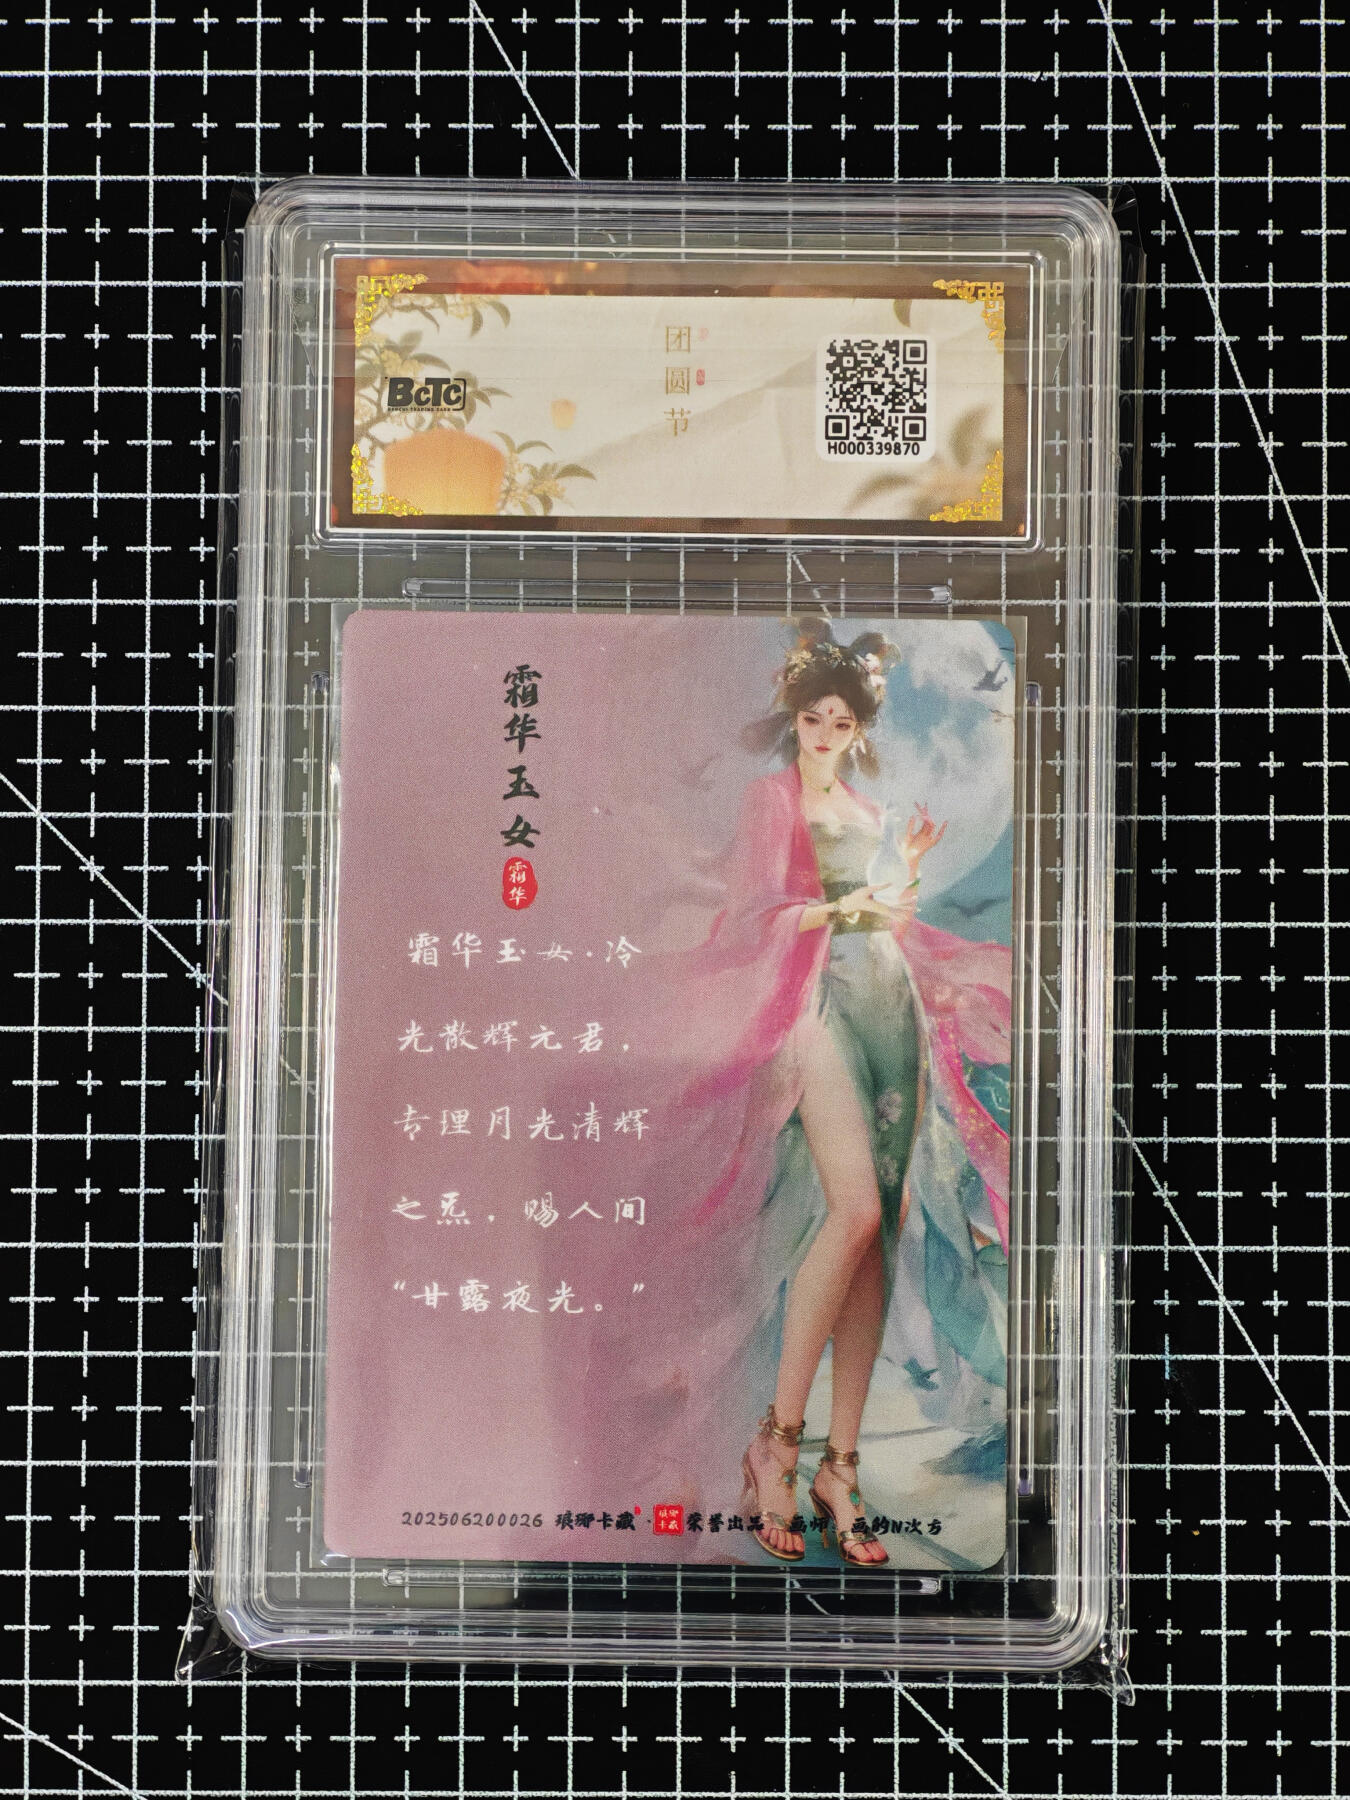 BCTC
团圆节
H000339870
霜华玉女
霜华
霜华玉女·冷
光散辉元君，
专理月光清辉
之炁，赐人间
“甘露夜光。”
202506200026 琅琊卡藏·琅琊卡藏 荣誉出品 画师：画的N次方